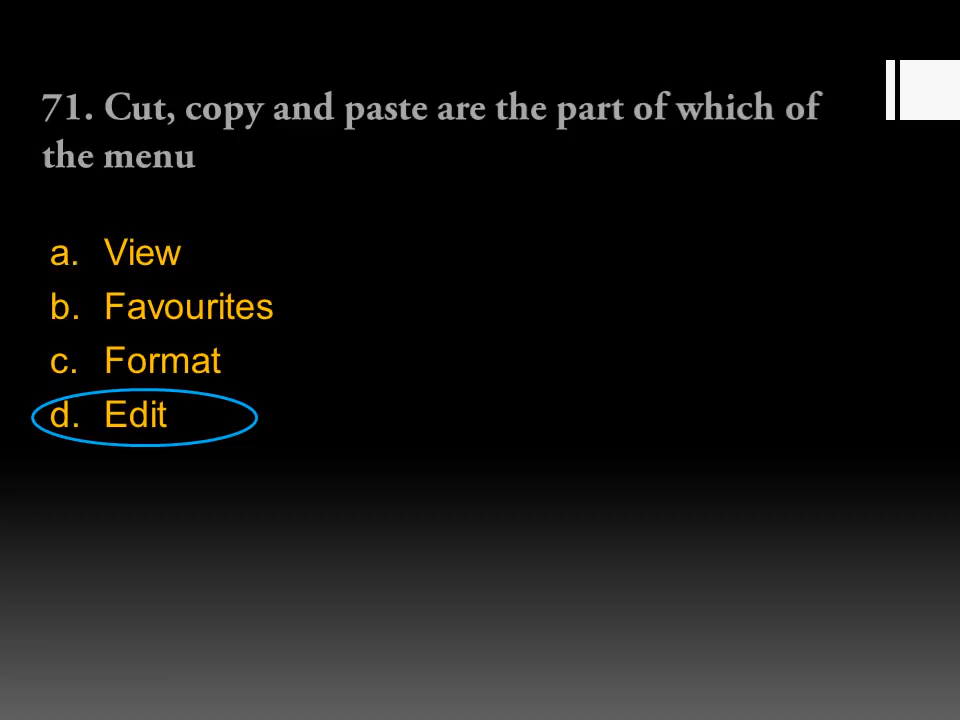 71. Cut, copy and paste are the part of which of
the menu
a. View
b. Favourites
c. Format
d. Edit